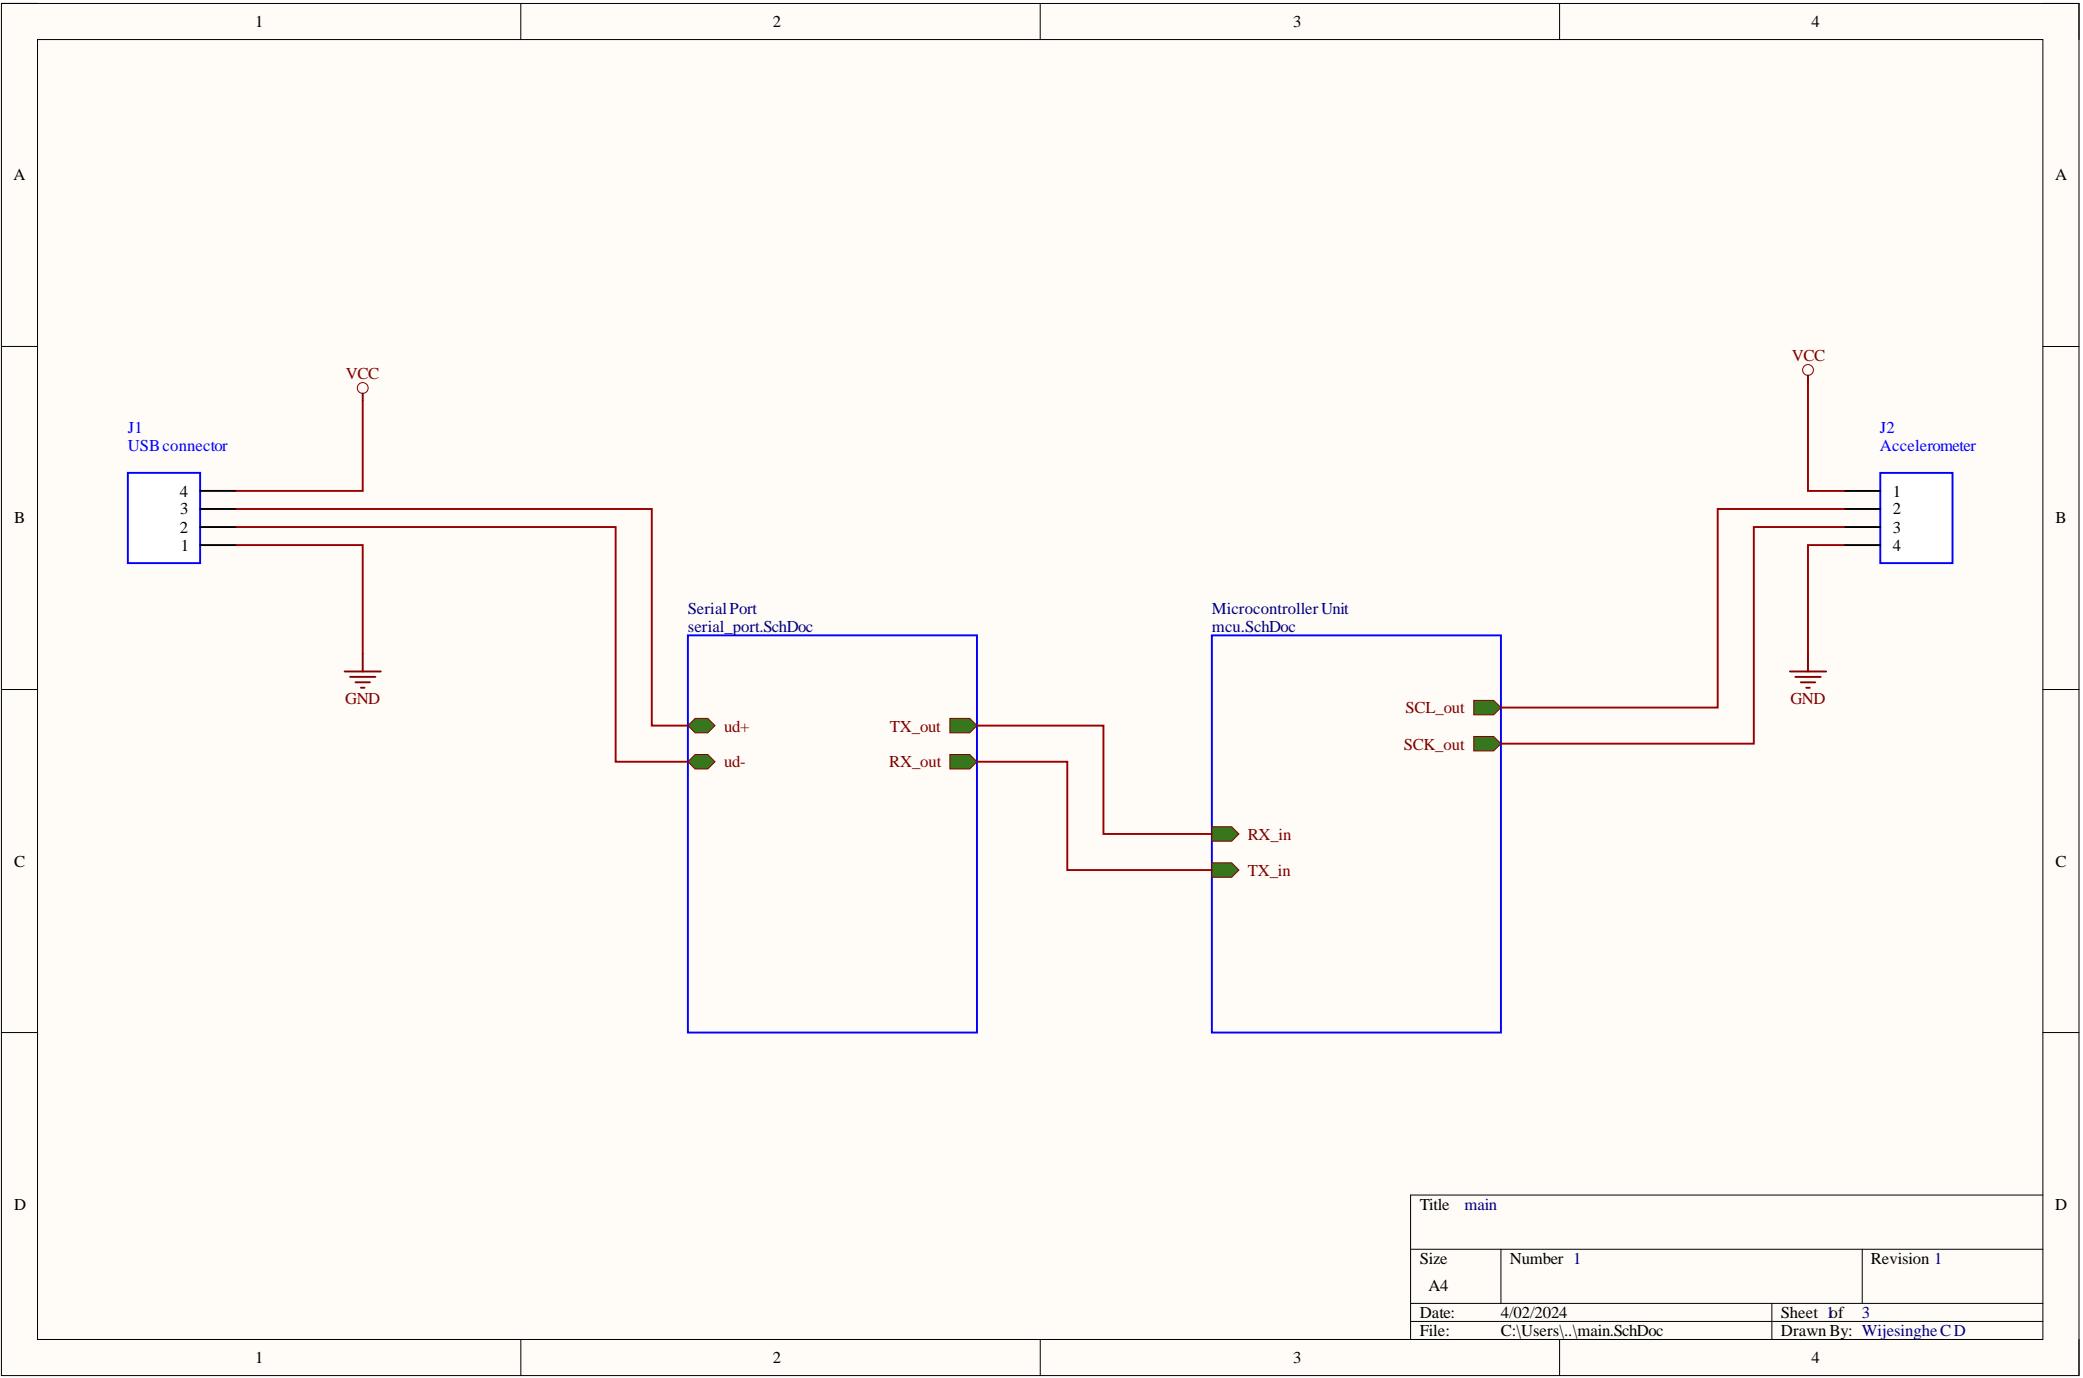 1 2 3 4
A A
VCC
VCC
J1
USB connector
J2
Accelerometer
4
3
2
1
1
2
3
4
B B
Serial Port
serial_port.SchDoc
Microcontroller Unit
mcu.SchDoc
GND
GND
SCL_out
ud+ TX_out
SCK_out
ud- RX_out
RX_in
TX_in
C C
D D
Title main
Size Number 1 Revision 1
A4
Date: 4/02/2024 Sheet 1 of 3
File: C:\Users\..\main.SchDoc Drawn By: Wijesinghe C D
1 2 3 4